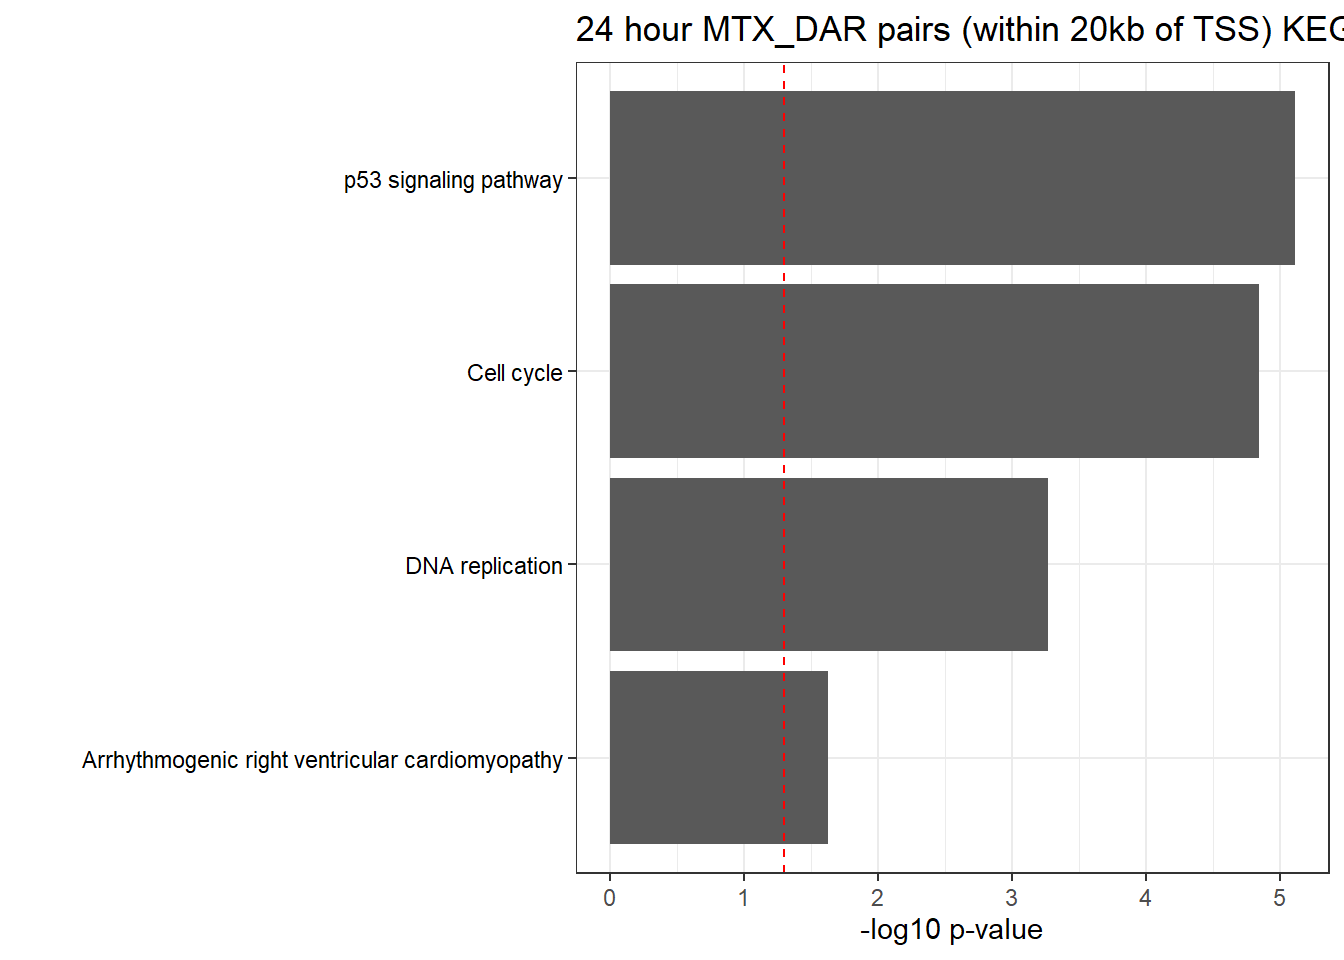 24 hour MTX_DAR pairs (within 20kb of TSS) KEG
p53 signaling pathway
Cell cycle
DNA replication
Arrhythmogenic right ventricular cardiomyopathy
0 1 2 3 4 5
-log10 p-value